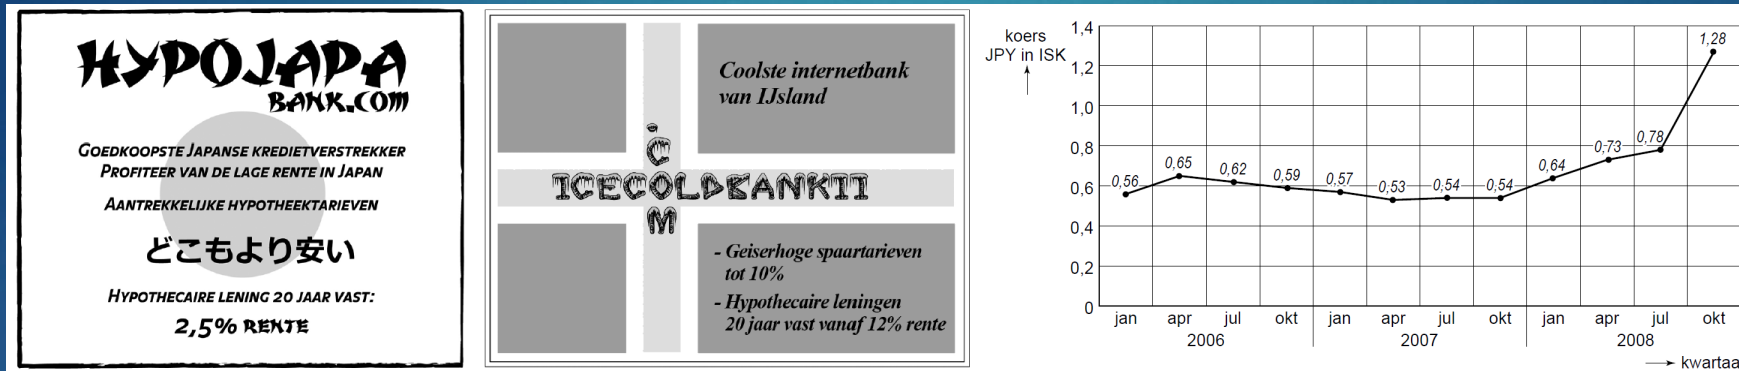 HYPOJAPA
BANK.COM
GOEDKOOPSTE JAPANSE KREDIETVERSTREKKER
PROFITEER VAN DE LAGE RENTE IN JAPAN
AANTREKKELIJKE HYPOTHEEKTARIEVEN
どこもより安い
HYPOTHECAIRE LENING 20 JAAR VAST:
2,5% RENTE
Coolste internetbank
van IJsland
ICECOLDBANKII
.COM
- Geiserhoge spaartarieven
tot 10%
- Hypothecaire leningen
20 jaar vast vanaf 12% rente
koers
JPY in ISK
1,4
1,2
1,0
0,8
0,6
0,4
0,2
0
0,56
0,65
0,62
0,59
0,57
0,53
0,54
0,54
0,64
0,73
0,78
1,28
jan apr jul okt jan apr jul okt jan apr jul okt
2006 2007 2008
kwartaa